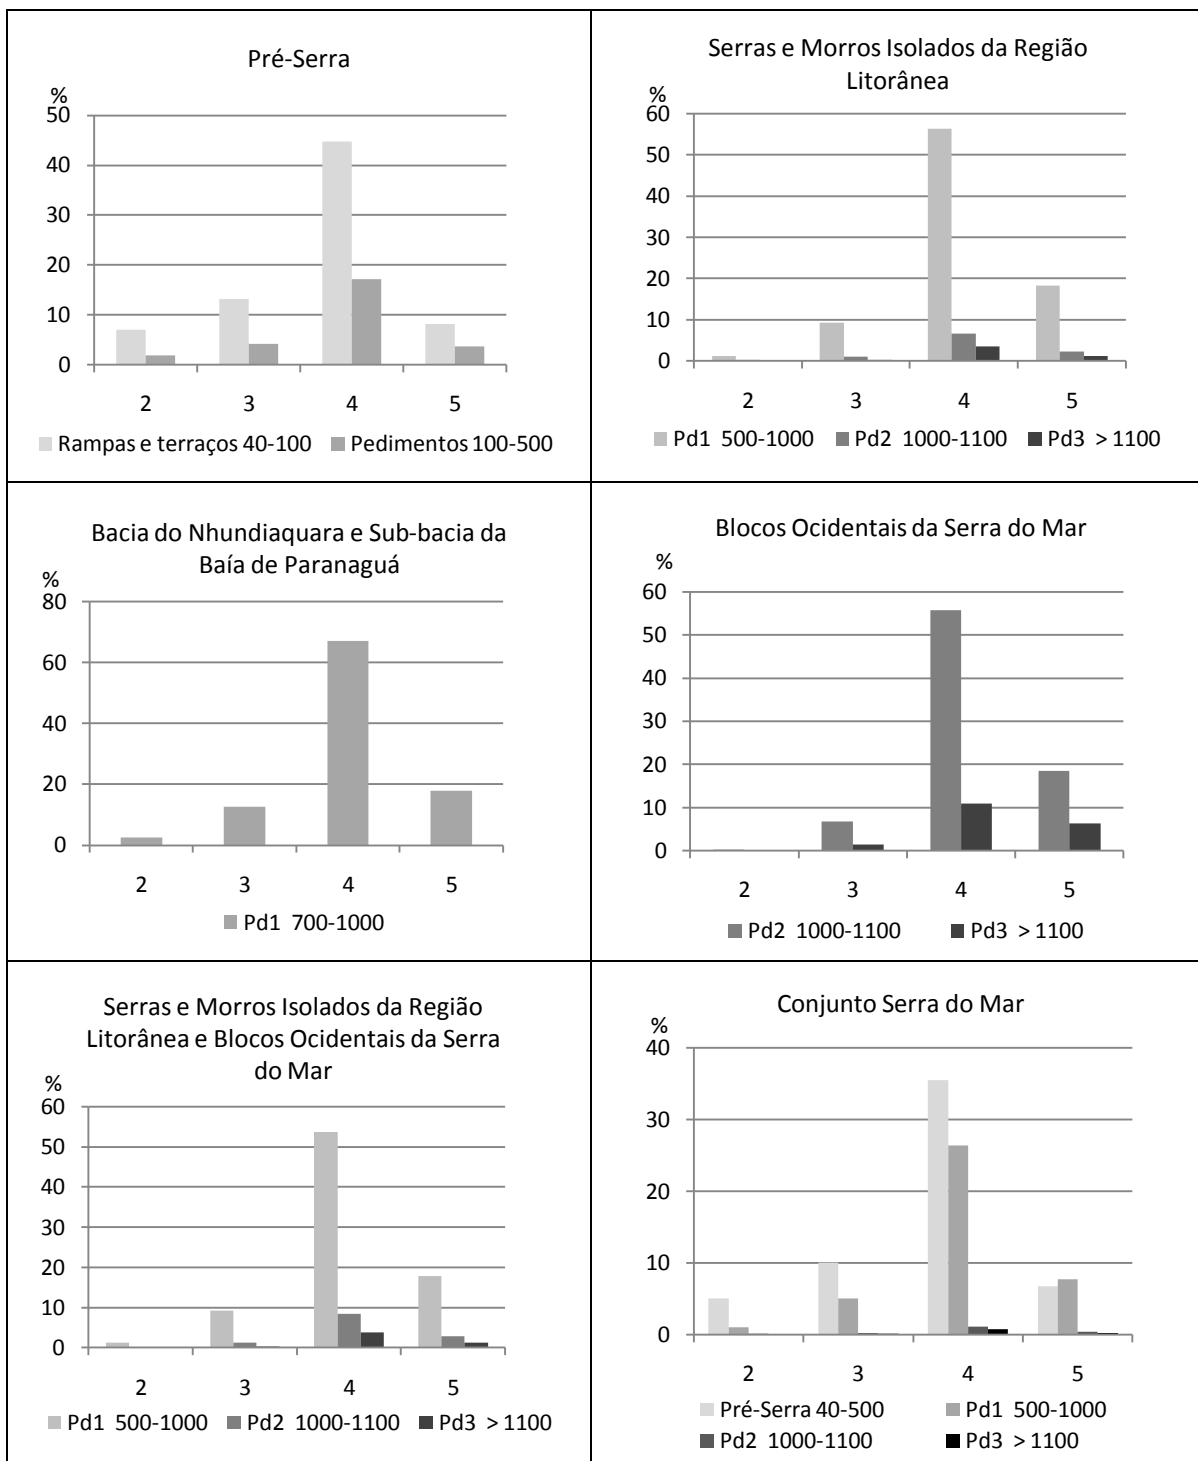 Pré-Serra
%
50
40
30
20
10
0
2 3 4 5
Rampas e terraços 40-100 Pedimentos 100-500
Serras e Morros Isolados da Região
Litorânea
%
60
50
40
30
20
10
0
2 3 4 5
Pd1 500-1000 Pd2 1000-1100 Pd3 > 1100
Bacia do Nhundiaquara e Sub-bacia da
Baía de Paranaguá
%
80
60
40
20
0
2 3 4 5
Pd1 700-1000
Blocos Ocidentais da Serra do Mar
%
60
50
40
30
20
10
0
2 3 4 5
Pd2 1000-1100 Pd3 > 1100
Serras e Morros Isolados da Região
Litorânea e Blocos Ocidentais da Serra
do Mar
%
60
50
40
30
20
10
0
2 3 4 5
Pd1 500-1000 Pd2 1000-1100 Pd3 > 1100
Conjunto Serra do Mar
%
40
30
20
10
0
2 3 4 5
Pré-Serra 40-500 Pd1 500-1000
Pd2 1000-1100 Pd3 > 1100